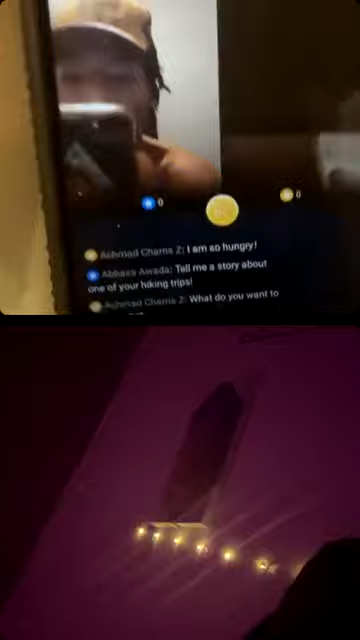 0
0
Ashmad Chams Z: I am so hungry!
Abbass Awada: Tell me a story about
one of your hiking trips!
Ashmad Chams Z: What do you want to